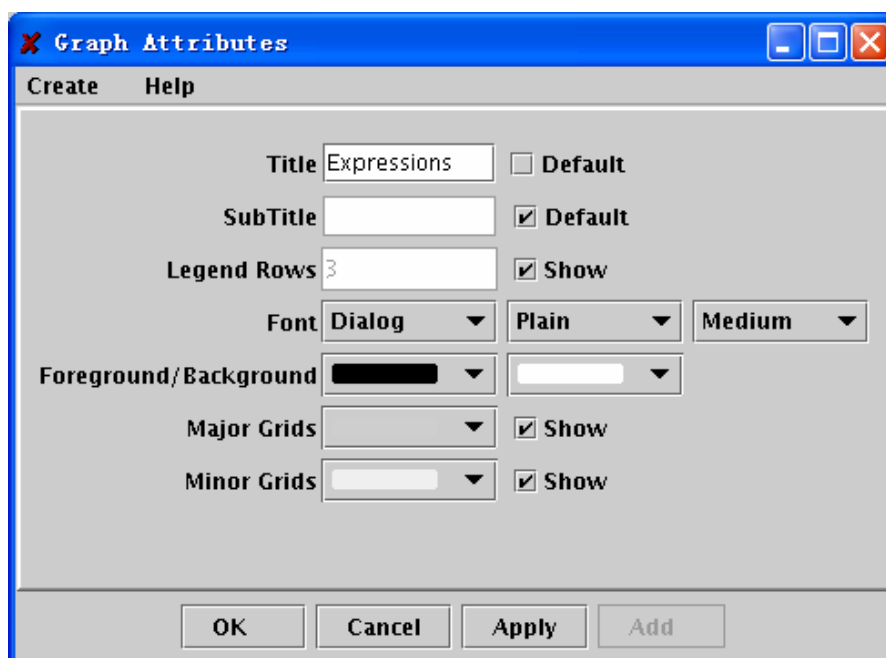 Graph Attributes
Create Help
Title Expressions Default
SubTitle Default
Legend Rows 3 Show
Font Dialog Plain Medium
Foreground/Background
Major Grids Show
Minor Grids Show
OK Cancel Apply Add